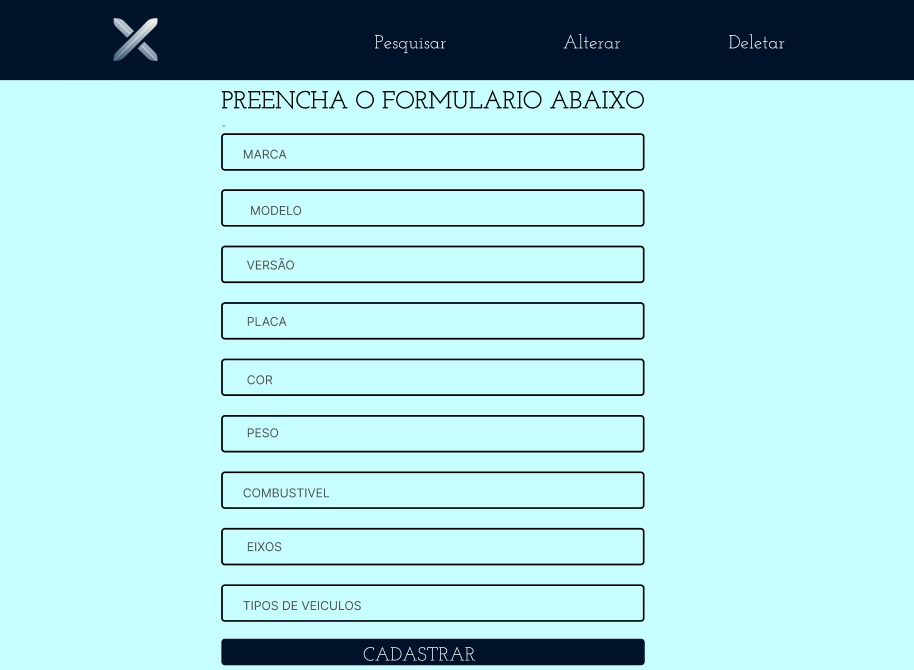 Pesquisar Alterar Deletar
PREENCHA O FORMULARIO ABAIXO
-
MARCA
MODELO
VERSÃO
PLACA
COR
PESO
COMBUSTIVEL
EIXOS
TIPOS DE VEICULOS
CADASTRAR